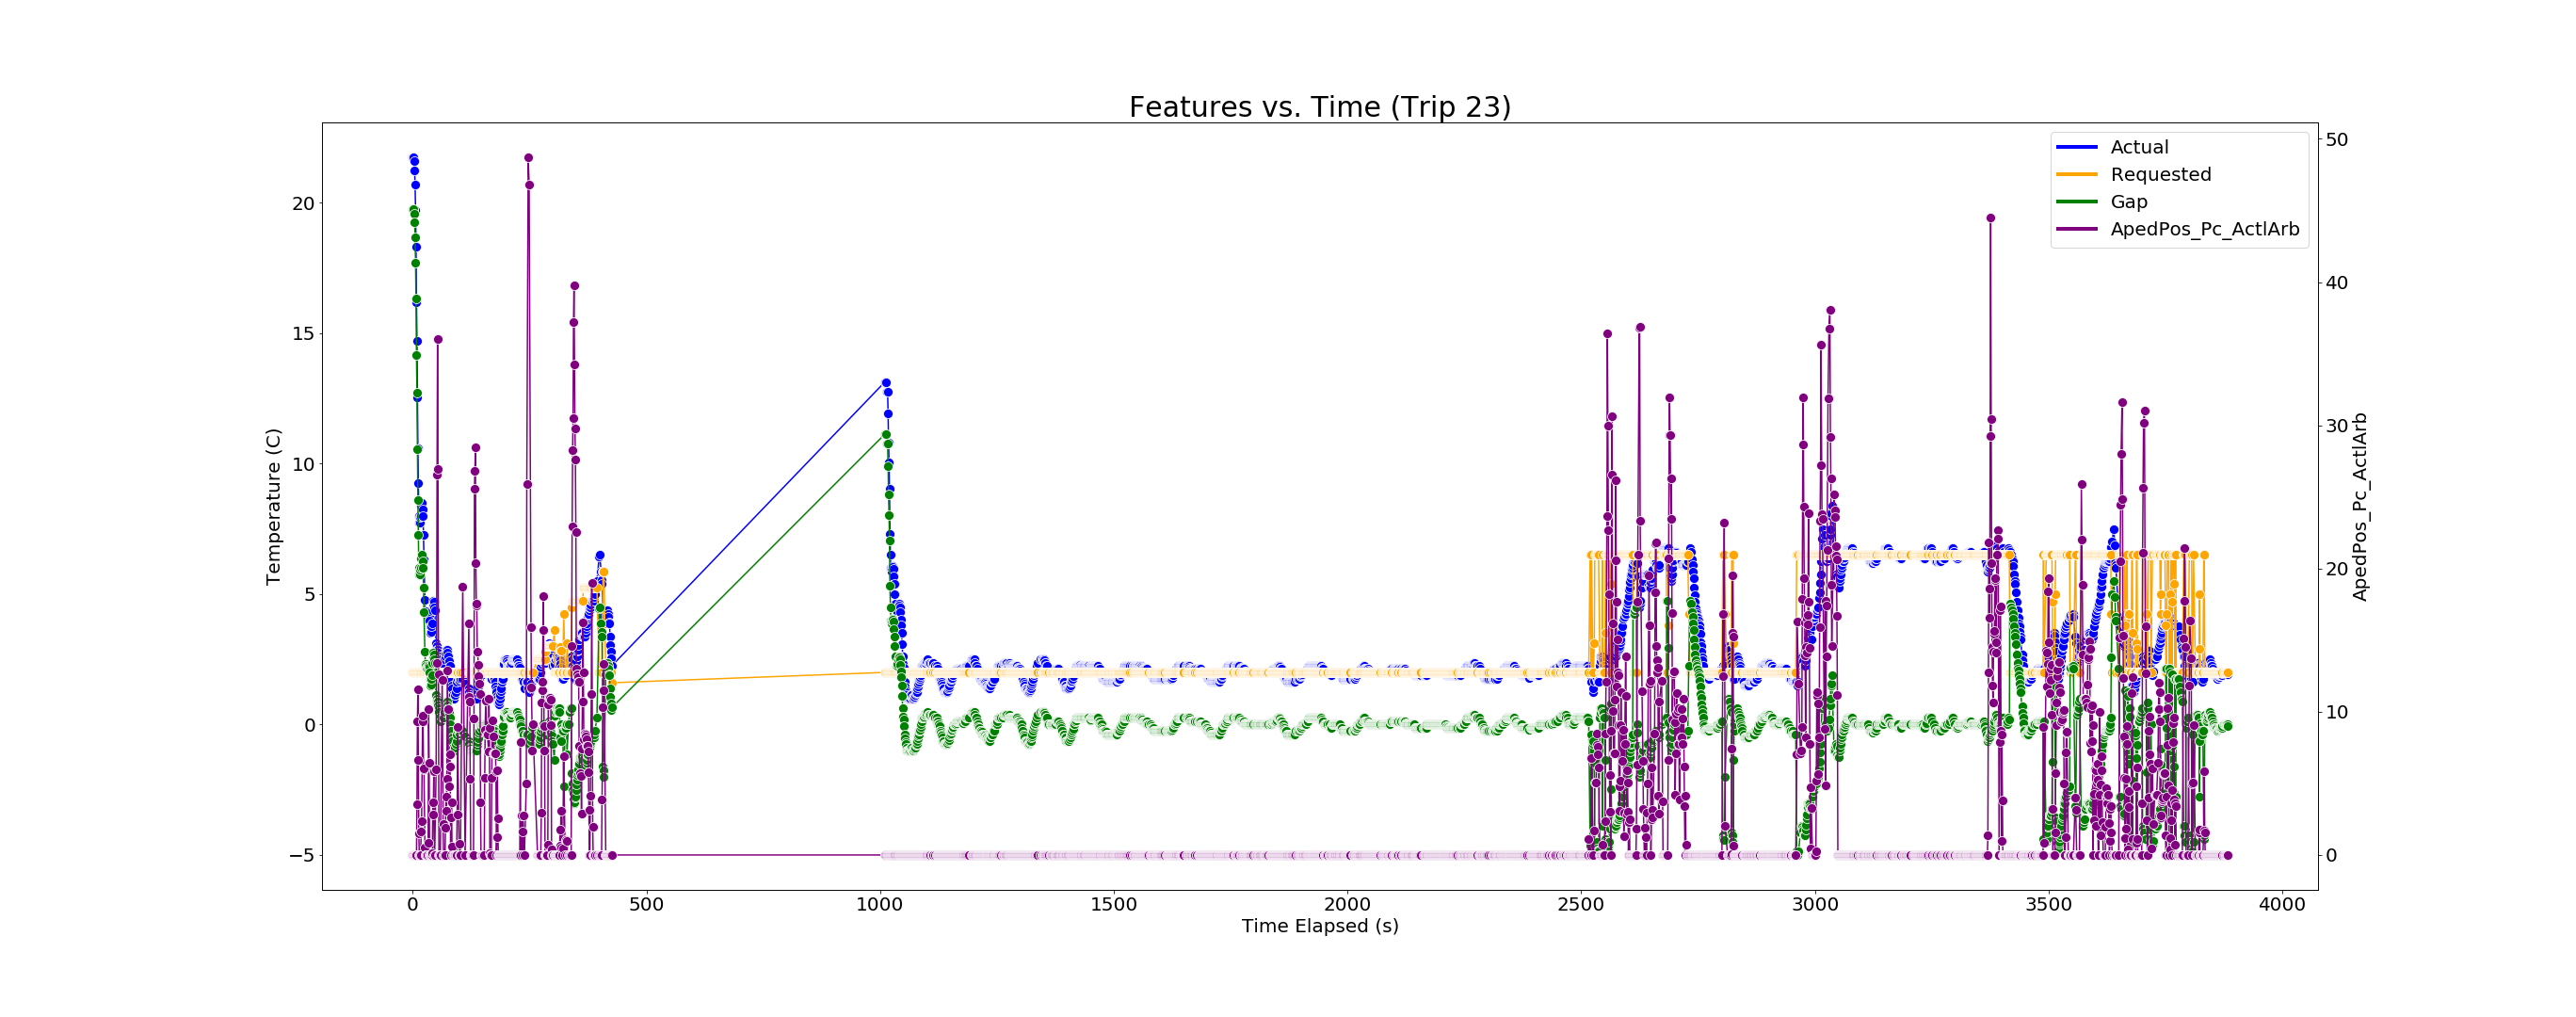 Features vs. Time (Trip 23)
Actual
Requested
Gap
ApedPos_Pc_ActlArb
Temperature (C)
20
15
10
5
0
−5
50
40
30
20
10
0
ApedPos_Pc_ActlArb
0 500 1000 1500 2000 2500 3000 3500 4000
Time Elapsed (s)